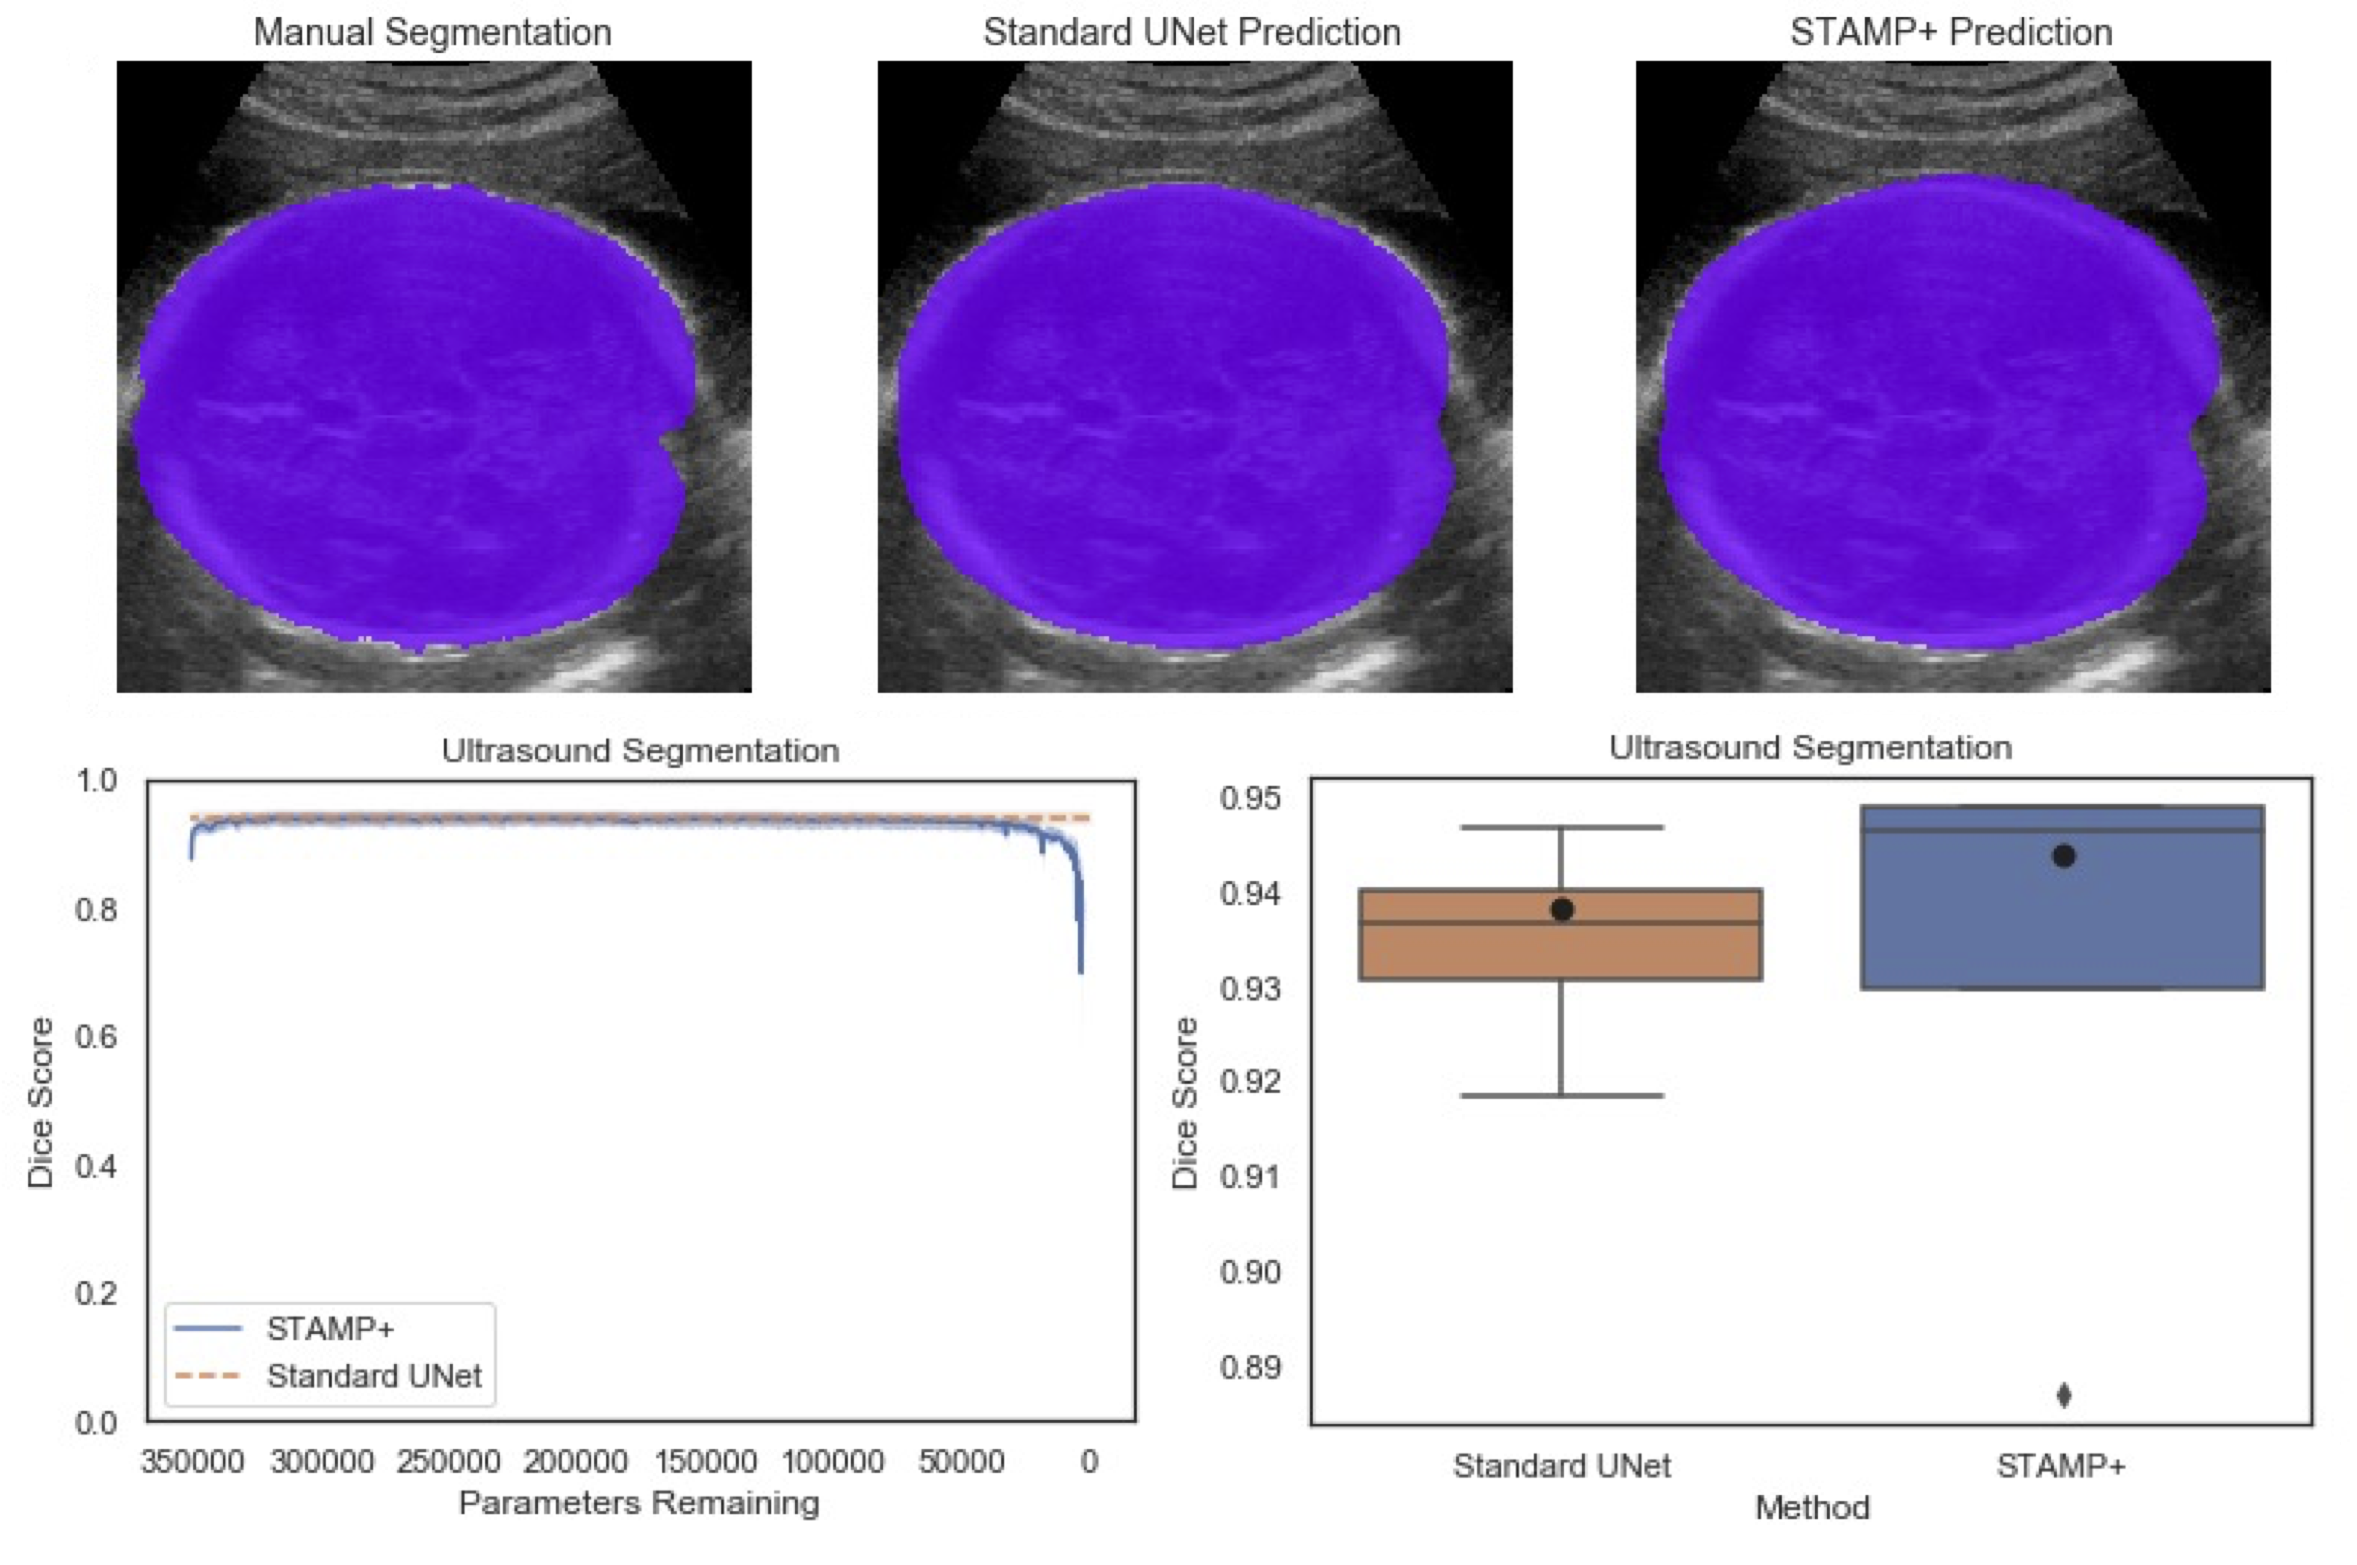 Manual Segmentation
Standard UNet Prediction
STAMP+ Prediction
Ultrasound Segmentation
1.0
0.8
0.6
0.4
0.2
0.0
Dice Score
STAMP+
Standard UNet
350000 300000 250000 200000 150000 100000 50000 0
Parameters Remaining
Ultrasound Segmentation
0.95
0.94
0.93
0.92
0.91
0.90
0.89
Dice Score
Standard UNet STAMP+
Method